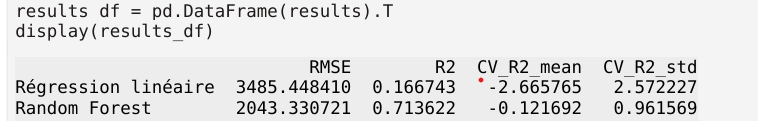 results df = pd.DataFrame(results).T
display(results_df)
RMSE R2 CV_R2_mean CV_R2_std
Régression linéaire 3485.448410 0.166743 -2.665765 2.572227
Random Forest 2043.330721 0.713622 -0.121692 0.961569